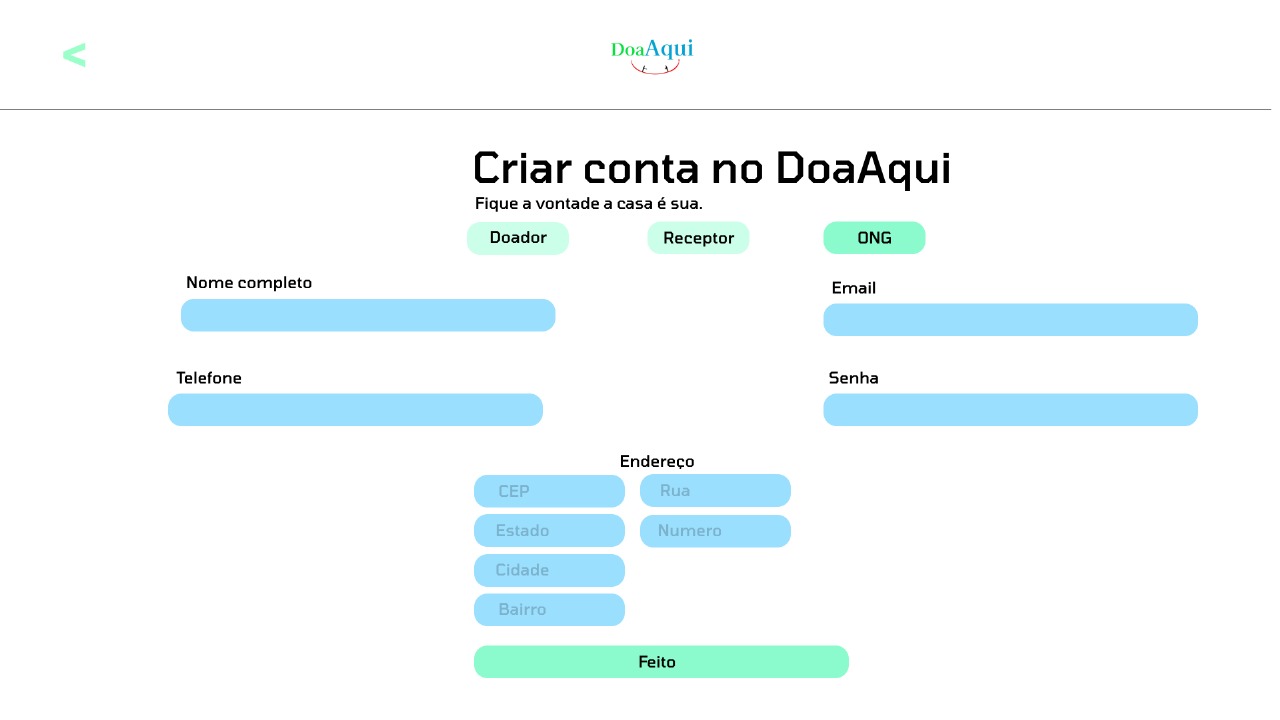 <
DoaAqui
Criar conta no DoaAqui
Fique a vontade a casa é sua.
Doador Receptor ONG
Nome completo Email
Telefone Senha
Endereço
CEP Rua
Estado Numero
Cidade
Bairro
Feito